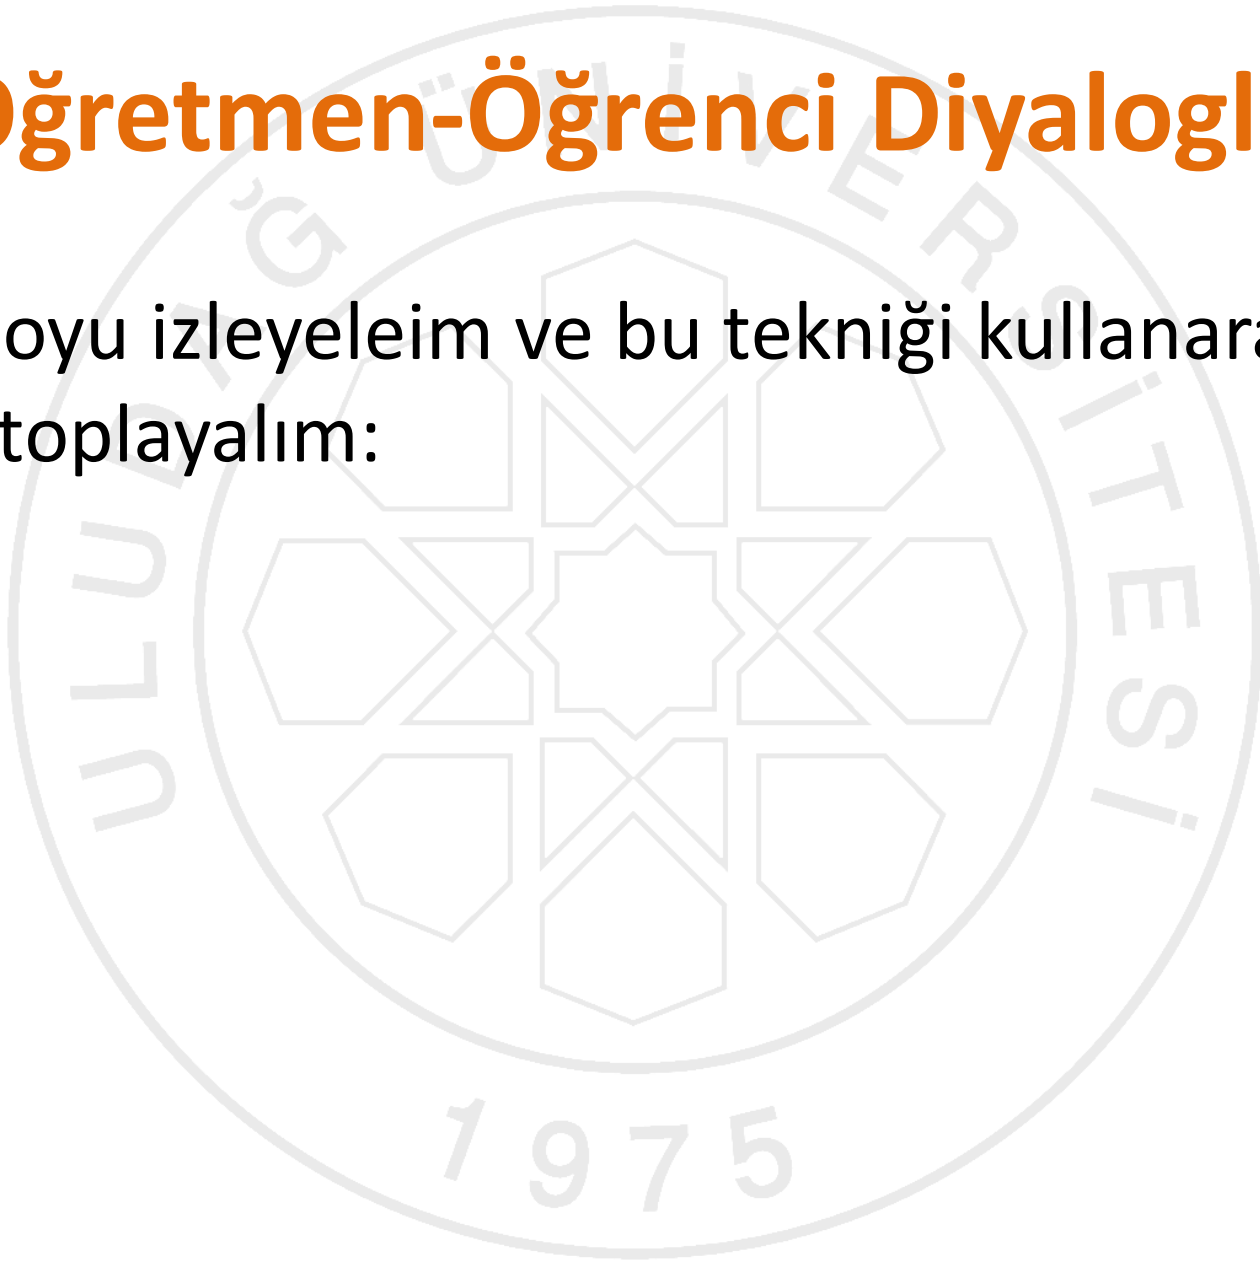 Öğretmen-Öğrenci Diyalogl
oyu izleyeleim ve bu tekniği kullanara
toplayalım:
ULUDAĞ ÜNİVERSİTESİ
1975